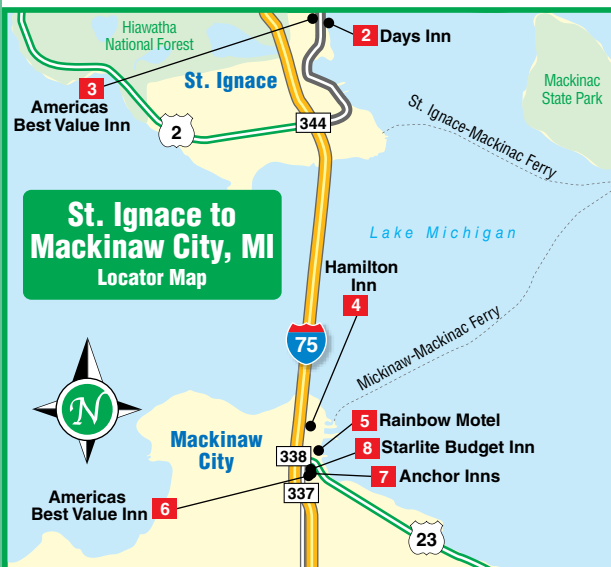 Hiawatha
National Forest
2 Days Inn
St. Ignace
3
Americas
Best Value Inn
2
344
Mackinac
State Park
St. Ignace-Mackinac Ferry
St. Ignace to
Mackinaw City, MI
Locator Map
Lake Michigan
Hamilton
Inn
4
75
Mickinaw-Mackinac Ferry
N
5 Rainbow Motel
Mackinaw
City
338
8 Starlite Budget Inn
7 Anchor Inns
337
Americas
Best Value Inn 6
23